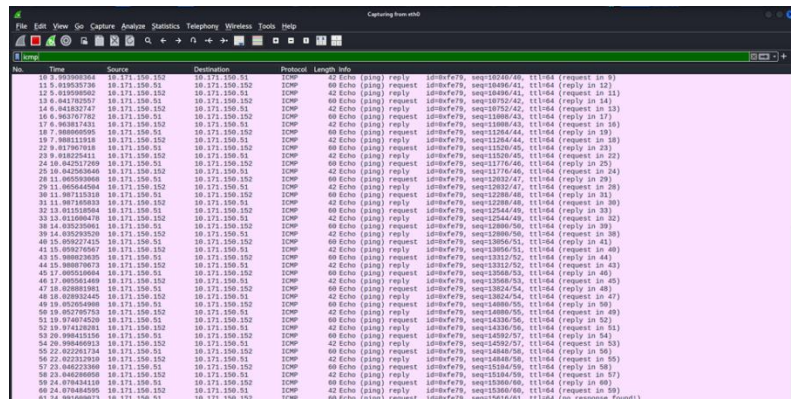 Capturing from eth0
File Edit View Go Capture Analyze Statistics Telephony Wireless Tools Help
icmp
No. Time Source Destination Protocol Length Info
10 3.993908364 10.171.150.152 10.171.150.51 ICMP 42 Echo (ping) reply id=0xfe79, seq=10240/40, ttl=64 (request in 9)
11 5.019535736 10.171.150.51 10.171.150.152 ICMP 60 Echo (ping) request id=0xfe79, seq=10496/41, ttl=64 (reply in 12)
12 5.019598502 10.171.150.152 10.171.150.51 ICMP 42 Echo (ping) reply id=0xfe79, seq=10496/41, ttl=64 (request in 11)
13 6.041782557 10.171.150.51 10.171.150.152 ICMP 60 Echo (ping) request id=0xfe79, seq=10752/42, ttl=64 (reply in 14)
14 6.041832747 10.171.150.152 10.171.150.51 ICMP 42 Echo (ping) reply id=0xfe79, seq=10752/42, ttl=64 (request in 13)
16 6.963767782 10.171.150.51 10.171.150.152 ICMP 60 Echo (ping) request id=0xfe79, seq=11008/43, ttl=64 (reply in 17)
17 6.963817431 10.171.150.152 10.171.150.51 ICMP 42 Echo (ping) reply id=0xfe79, seq=11008/43, ttl=64 (request in 16)
18 7.988060595 10.171.150.51 10.171.150.152 ICMP 60 Echo (ping) request id=0xfe79, seq=11264/44, ttl=64 (reply in 19)
19 7.988111916 10.171.150.152 10.171.150.51 ICMP 42 Echo (ping) reply id=0xfe79, seq=11264/44, ttl=64 (request in 18)
22 9.017967018 10.171.150.51 10.171.150.152 ICMP 60 Echo (ping) request id=0xfe79, seq=11520/45, ttl=64 (reply in 23)
23 9.018225411 10.171.150.152 10.171.150.51 ICMP 42 Echo (ping) reply id=0xfe79, seq=11520/45, ttl=64 (request in 22)
24 10.042517289 10.171.150.51 10.171.150.152 ICMP 60 Echo (ping) request id=0xfe79, seq=11776/46, ttl=64 (reply in 25)
25 10.042563646 10.171.150.152 10.171.150.51 ICMP 42 Echo (ping) reply id=0xfe79, seq=11776/46, ttl=64 (request in 24)
28 11.065593068 10.171.150.51 10.171.150.152 ICMP 60 Echo (ping) request id=0xfe79, seq=12032/47, ttl=64 (reply in 29)
29 11.065644564 10.171.150.152 10.171.150.51 ICMP 42 Echo (ping) reply id=0xfe79, seq=12032/47, ttl=64 (request in 28)
30 11.987115318 10.171.150.51 10.171.150.152 ICMP 60 Echo (ping) request id=0xfe79, seq=12288/48, ttl=64 (reply in 31)
31 11.987165033 10.171.150.152 10.171.150.51 ICMP 42 Echo (ping) reply id=0xfe79, seq=12288/48, ttl=64 (request in 30)
32 13.011518564 10.171.150.51 10.171.150.152 ICMP 60 Echo (ping) request id=0xfe79, seq=12544/49, ttl=64 (reply in 33)
33 13.011600478 10.171.150.152 10.171.150.51 ICMP 42 Echo (ping) reply id=0xfe79, seq=12544/49, ttl=64 (request in 32)
38 14.035235061 10.171.150.51 10.171.150.152 ICMP 60 Echo (ping) request id=0xfe79, seq=12800/50, ttl=64 (reply in 39)
39 14.035293520 10.171.150.152 10.171.150.51 ICMP 42 Echo (ping) reply id=0xfe79, seq=12800/50, ttl=64 (request in 38)
40 15.059227415 10.171.150.51 10.171.150.152 ICMP 60 Echo (ping) request id=0xfe79, seq=13056/51, ttl=64 (reply in 41)
41 15.059276567 10.171.150.152 10.171.150.51 ICMP 42 Echo (ping) reply id=0xfe79, seq=13056/51, ttl=64 (request in 40)
43 15.980823635 10.171.150.51 10.171.150.152 ICMP 60 Echo (ping) request id=0xfe79, seq=13312/52, ttl=64 (reply in 44)
44 15.980870673 10.171.150.152 10.171.150.51 ICMP 42 Echo (ping) reply id=0xfe79, seq=13312/52, ttl=64 (request in 43)
45 17.005510604 10.171.150.51 10.171.150.152 ICMP 60 Echo (ping) request id=0xfe79, seq=13568/53, ttl=64 (reply in 46)
46 17.005561469 10.171.150.152 10.171.150.51 ICMP 42 Echo (ping) reply id=0xfe79, seq=13568/53, ttl=64 (request in 45)
47 18.028881981 10.171.150.51 10.171.150.152 ICMP 60 Echo (ping) request id=0xfe79, seq=13824/54, ttl=64 (reply in 48)
48 18.028932445 10.171.150.152 10.171.150.51 ICMP 42 Echo (ping) reply id=0xfe79, seq=13824/54, ttl=64 (request in 47)
49 19.052654908 10.171.150.51 10.171.150.152 ICMP 60 Echo (ping) request id=0xfe79, seq=14080/55, ttl=64 (reply in 50)
50 19.052705753 10.171.150.152 10.171.150.51 ICMP 42 Echo (ping) reply id=0xfe79, seq=14080/55, ttl=64 (request in 49)
51 19.974074520 10.171.150.51 10.171.150.152 ICMP 60 Echo (ping) request id=0xfe79, seq=14336/56, ttl=64 (reply in 52)
52 19.974128281 10.171.150.152 10.171.150.51 ICMP 42 Echo (ping) reply id=0xfe79, seq=14336/56, ttl=64 (request in 51)
53 20.998415156 10.171.150.51 10.171.150.152 ICMP 60 Echo (ping) request id=0xfe79, seq=14592/57, ttl=64 (reply in 54)
54 20.998466913 10.171.150.152 10.171.150.51 ICMP 42 Echo (ping) reply id=0xfe79, seq=14592/57, ttl=64 (request in 53)
55 22.022261734 10.171.150.51 10.171.150.152 ICMP 60 Echo (ping) request id=0xfe79, seq=14848/58, ttl=64 (reply in 56)
56 22.022312910 10.171.150.152 10.171.150.51 ICMP 42 Echo (ping) reply id=0xfe79, seq=14848/58, ttl=64 (request in 55)
57 23.046223360 10.171.150.51 10.171.150.152 ICMP 60 Echo (ping) request id=0xfe79, seq=15104/59, ttl=64 (reply in 58)
58 23.046286050 10.171.150.152 10.171.150.51 ICMP 42 Echo (ping) reply id=0xfe79, seq=15104/59, ttl=64 (request in 57)
59 24.070434110 10.171.150.51 10.171.150.152 ICMP 60 Echo (ping) request id=0xfe79, seq=15360/60, ttl=64 (reply in 60)
60 24.070484595 10.171.150.152 10.171.150.51 ICMP 42 Echo (ping) reply id=0xfe79, seq=15360/60, ttl=64 (request in 59)